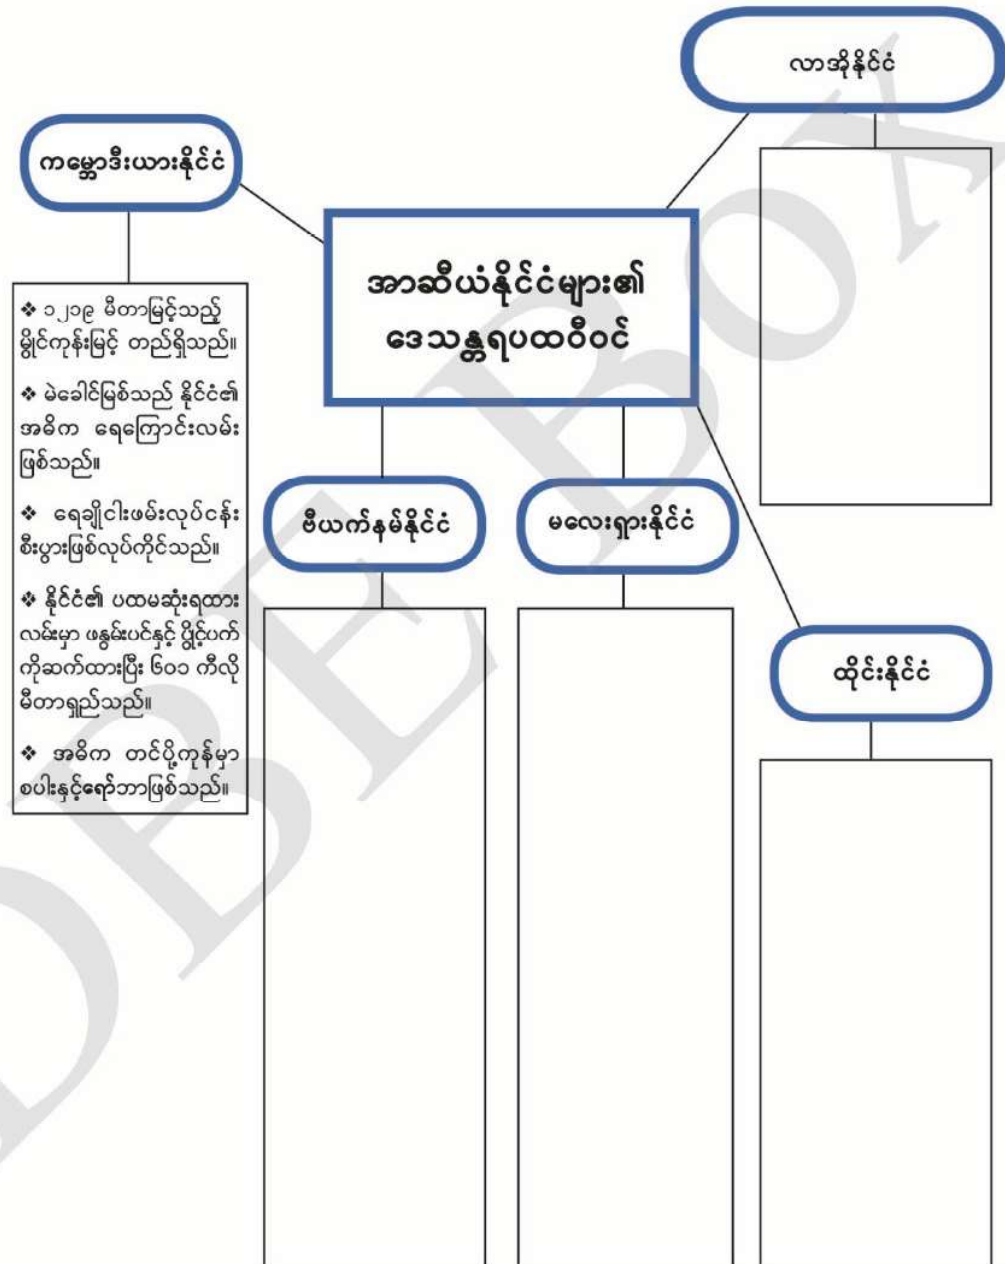 လာအိုနိုင်ငံ
ကမ္ဘောဒီးယားနိုင်ငံ
အာဆီယံနိုင်ငံများ၏
ဒေသန္တရပထဝီဝင်
❖ ၁၂၁၉ မီတာမြင့်သည့်
မွိုင်ကုန်းမြင့် တည်ရှိသည်။
❖ မဲခေါင်မြစ်သည် နိုင်ငံ၏
အဓိက ရေကြောင်းလမ်း
ဖြစ်သည်။
❖ ရေချိုငါးဖမ်းလုပ်ငန်း
စီးပွားဖြစ်လုပ်ကိုင်သည်။
❖ နိုင်ငံ၏ ပထမဆုံးရထား
လမ်းမှာ ဖနွမ်းပင်နှင့် ပွိုင့်ပက်
ကိုဆက်ထားပြီး ၆၀၁ ကီလို
မီတာရှည်သည်။
❖ အဓိက တင်ပို့ကုန်မှာ
စပါးနှင့်ရော်ဘာဖြစ်သည်။
ဗီယက်နမ်နိုင်ငံ
မလေးရှားနိုင်ငံ
ထိုင်းနိုင်ငံ
DBE BOX